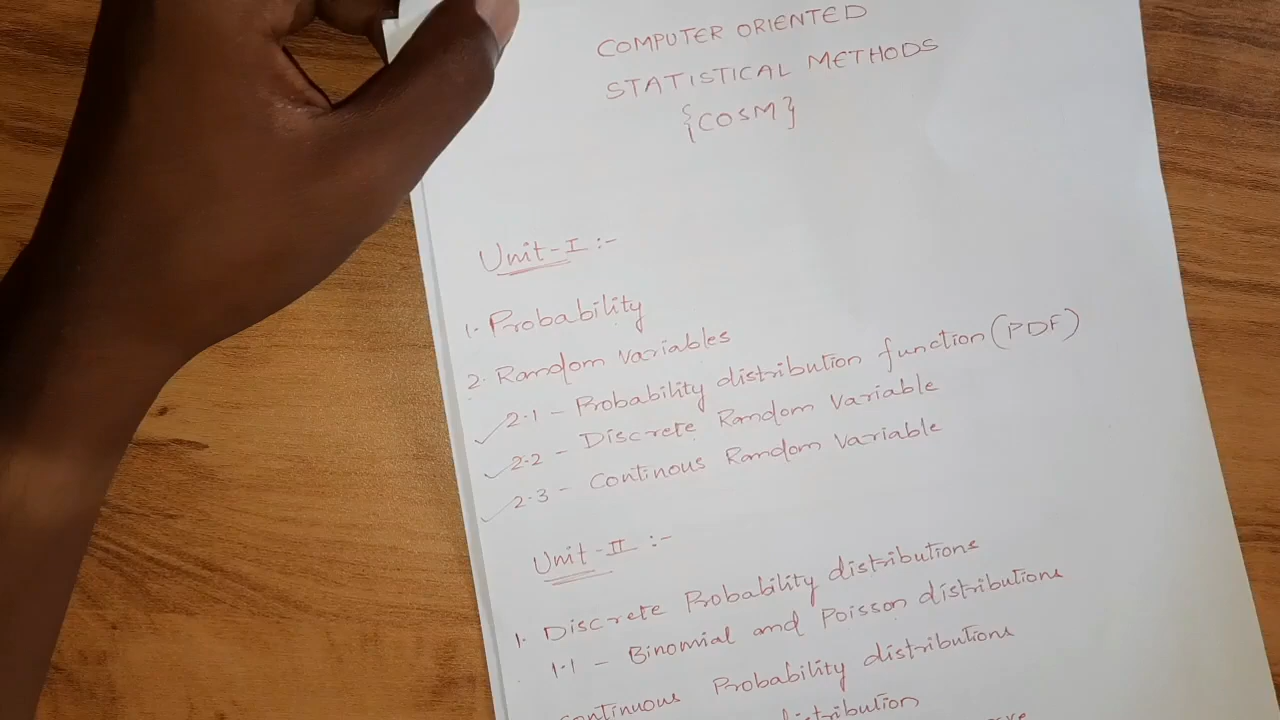 COMPUTER ORIENTED
STATISTICAL METHODS
{COSM}
Unit-I :-
1. Probability
2. Random Variables
2.1 - Probability distribution function (PDF)
2.2 - Discrete Random Variable
2.3 - Continous Random Variable
Unit-II :-
1. Discrete Probability distributions
1.1 - Binomial and Poisson distributions
Continuous Probability distributions
distribution